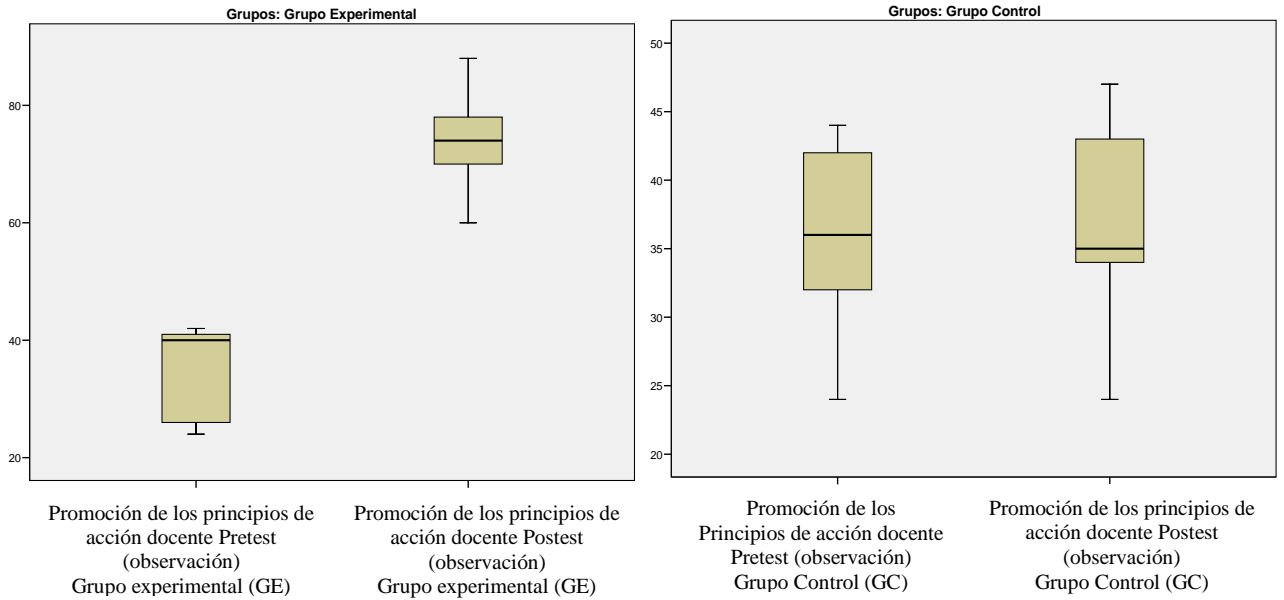 Grupos: Grupo Experimental
80
60
40
20
Promoción de los principios de
acción docente Pretest
(observación)
Grupo experimental (GE)
Promoción de los principios de
acción docente Postest
(observación)
Grupo experimental (GE)
Grupos: Grupo Control
50
45
40
35
30
25
20
Promoción de los
Principios de acción docente
Pretest (observación)
Grupo Control (GC)
Promoción de los principios de
acción docente Postest
(observación)
Grupo Control (GC)